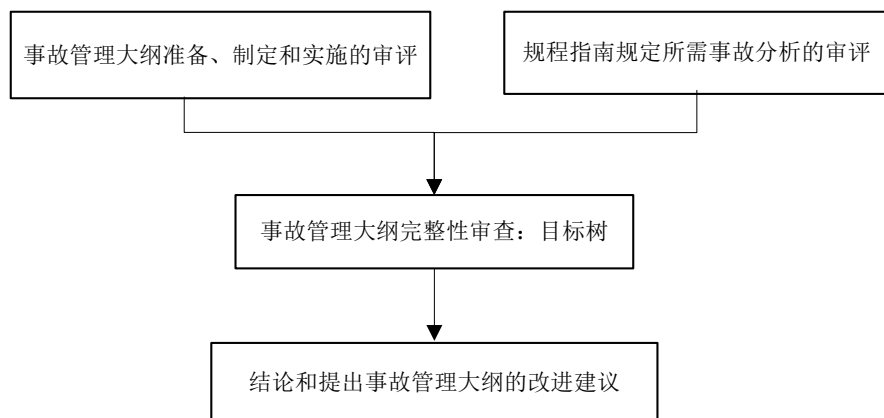 事故管理大纲准备、制定和实施的审评
规程指南规定所需事故分析的审评
事故管理大纲完整性审查：目标树
结论和提出事故管理大纲的改进建议